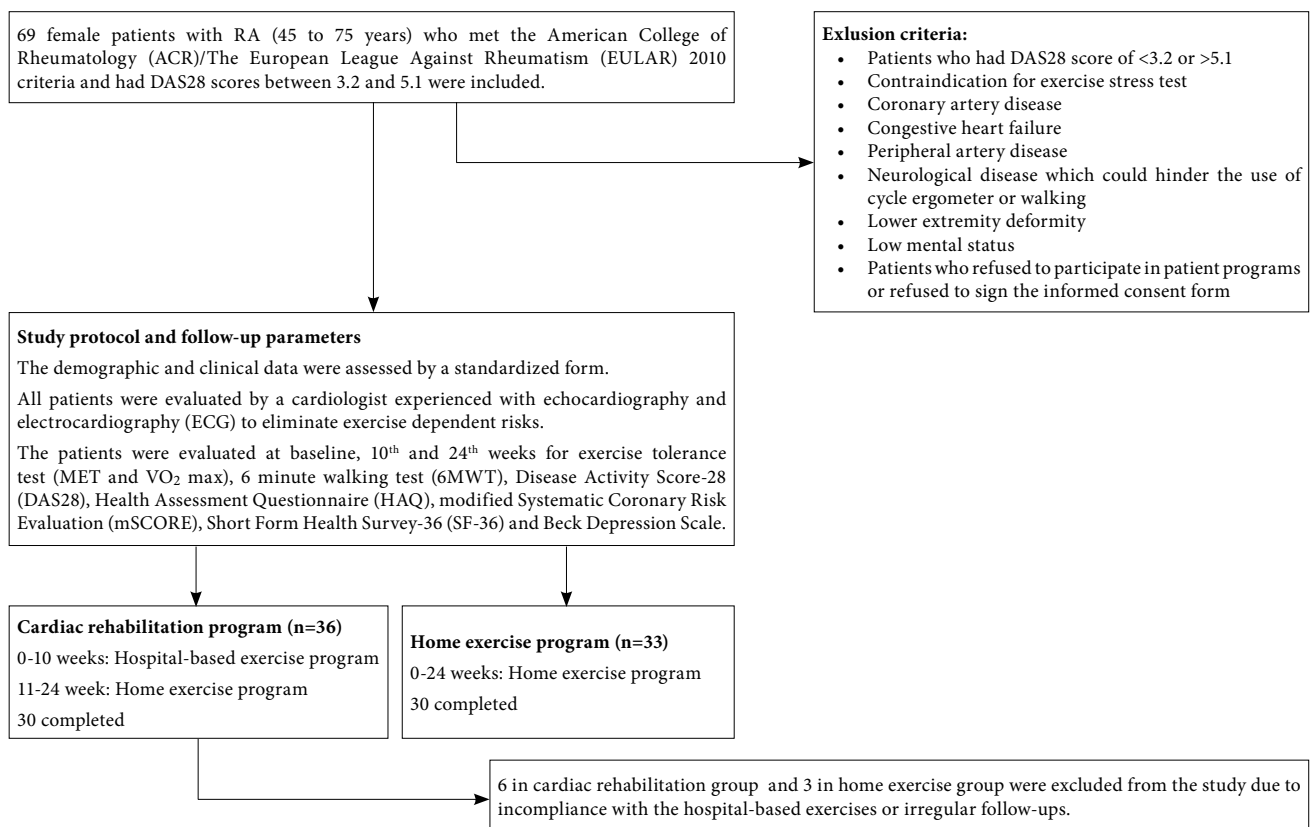 69 female patients with RA (45 to 75 years) who met the American College of
Rheumatology (ACR)/The European League Against Rheumatism (EULAR) 2010
criteria and had DAS28 scores between 3.2 and 5.1 were included.
Exlusion criteria:
• Patients who had DAS28 score of <3.2 or >5.1
• Contraindication for exercise stress test
• Coronary artery disease
• Congestive heart failure
• Peripheral artery disease
• Neurological disease which could hinder the use of
cycle ergometer or walking
• Lower extremity deformity
• Low mental status
• Patients who refused to participate in patient programs
or refused to sign the informed consent form
Study protocol and follow-up parameters
The demographic and clinical data were assessed by a standardized form.
All patients were evaluated by a cardiologist experienced with echocardiography and
electrocardiography (ECG) to eliminate exercise dependent risks.
The patients were evaluated at baseline, 10th and 24th weeks for exercise tolerance
test (MET and VO2 max), 6 minute walking test (6MWT), Disease Activity Score-28
(DAS28), Health Assessment Questionnaire (HAQ), modified Systematic Coronary Risk
Evaluation (mSCORE), Short Form Health Survey-36 (SF-36) and Beck Depression Scale.
Cardiac rehabilitation program (n=36)
0-10 weeks: Hospital-based exercise program
11-24 week: Home exercise program
30 completed
Home exercise program (n=33)
0-24 weeks: Home exercise program
30 completed
6 in cardiac rehabilitation group and 3 in home exercise group were excluded from the study due to
incompliance with the hospital-based exercises or irregular follow-ups.